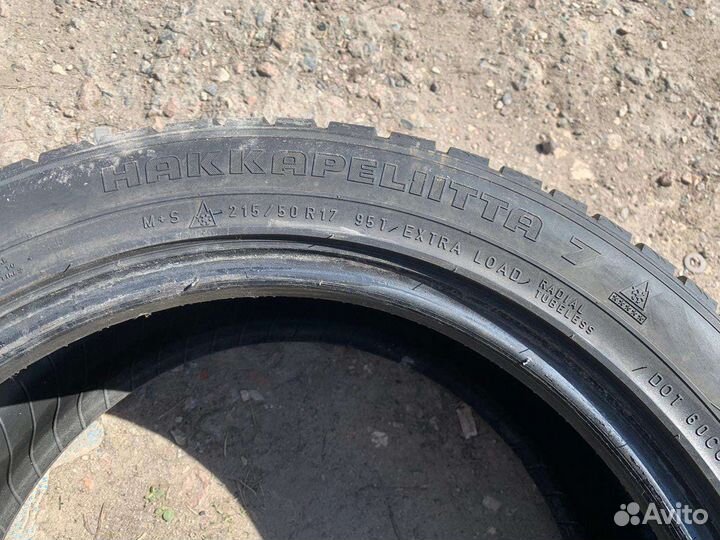 HAKKAPELIITTA 7
M+S 215/50 R17 95T / EXTRA LOAD / RADIAL TUBELESS
/ DOT
Avito